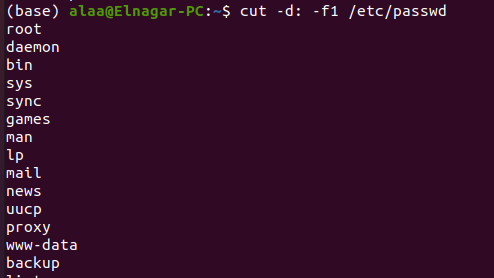 (base) alaa@Elnagar-PC:~$ cut -d: -f1 /etc/passwd
root
daemon
bin
sys
sync
games
man
lp
mail
news
uucp
proxy
www-data
backup